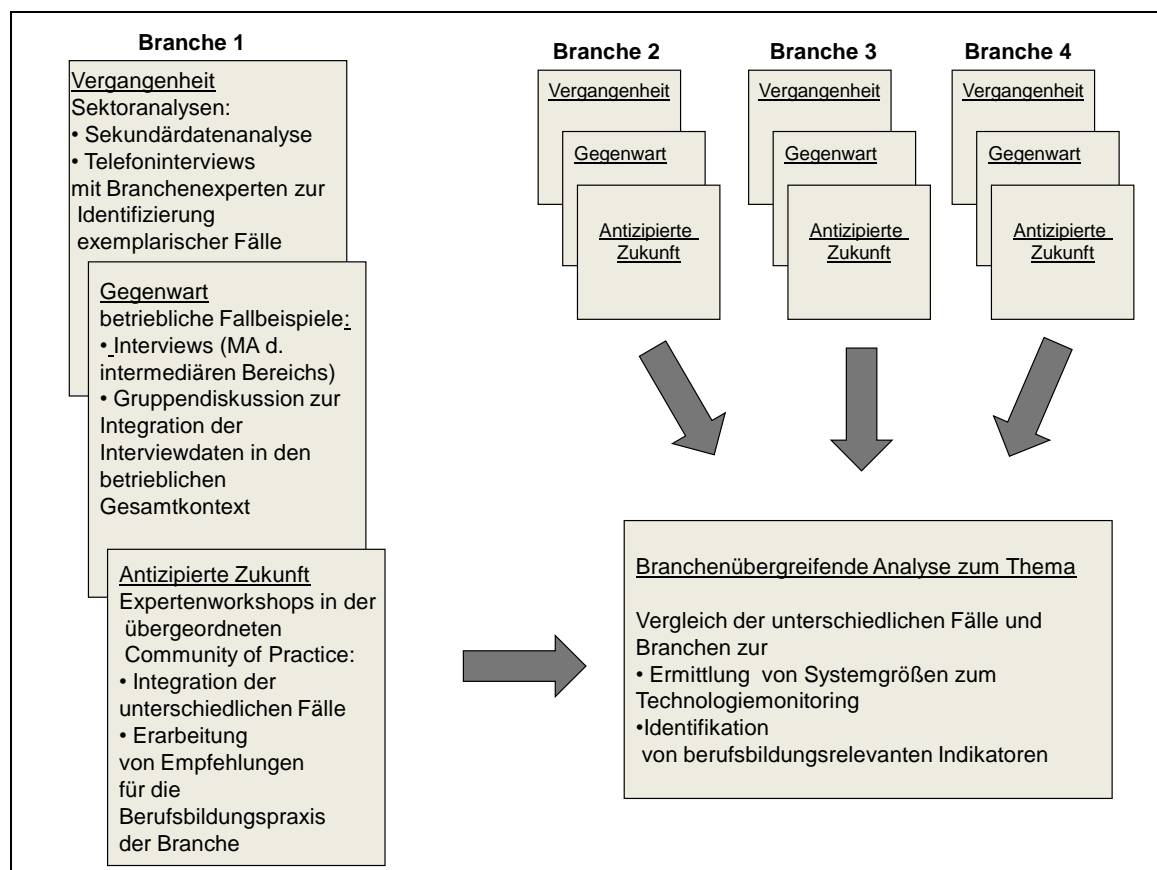 Branche 1
Vergangenheit
Sektoranalysen:
• Sekundärdatenanalyse
• Telefoninterviews
mit Branchenexperten zur
Identifizierung
exemplarischer Fälle
Gegenwart
betriebliche Fallbeispiele:
• Interviews (MA d.
intermediären Bereichs)
• Gruppendiskussion zur
Integration der
Interviewdaten in den
betrieblichen
Gesamtkontext
Antizipierte Zukunft
Expertenworkshops in der
übergeordneten
Community of Practice:
• Integration der
unterschiedlichen Fälle
• Erarbeitung
von Empfehlungen
für die
Berufsbildungspraxis
der Branche
Branche 2
Vergangenheit
Gegenwart
Antizipierte
Zukunft
Branche 3
Vergangenheit
Gegenwart
Antizipierte
Zukunft
Branche 4
Vergangenheit
Gegenwart
Antizipierte
Zukunft
Branchenübergreifende Analyse zum Thema
Vergleich der unterschiedlichen Fälle und
Branchen zur
• Ermittlung von Systemgrößen zum
Technologiemonitoring
•Identifikation
von berufsbildungsrelevanten Indikatoren